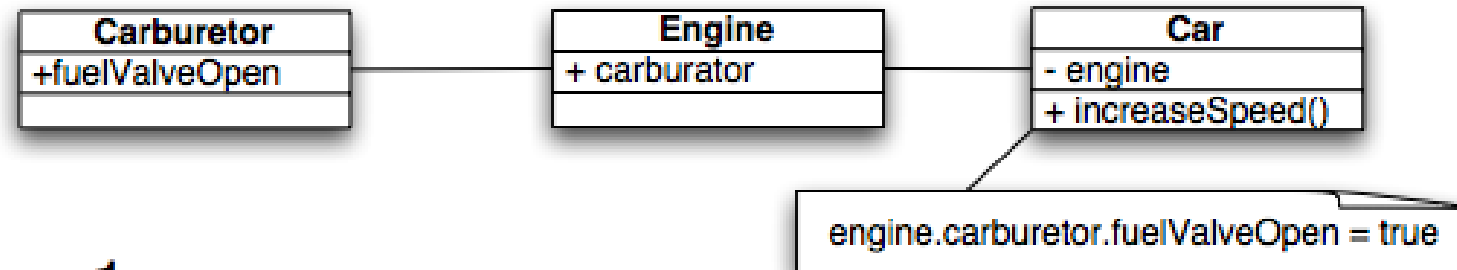 Carburetor
+fuelValveOpen
Engine
+ carburator
Car
- engine
+ increaseSpeed()
engine.carburetor.fuelValveOpen = true